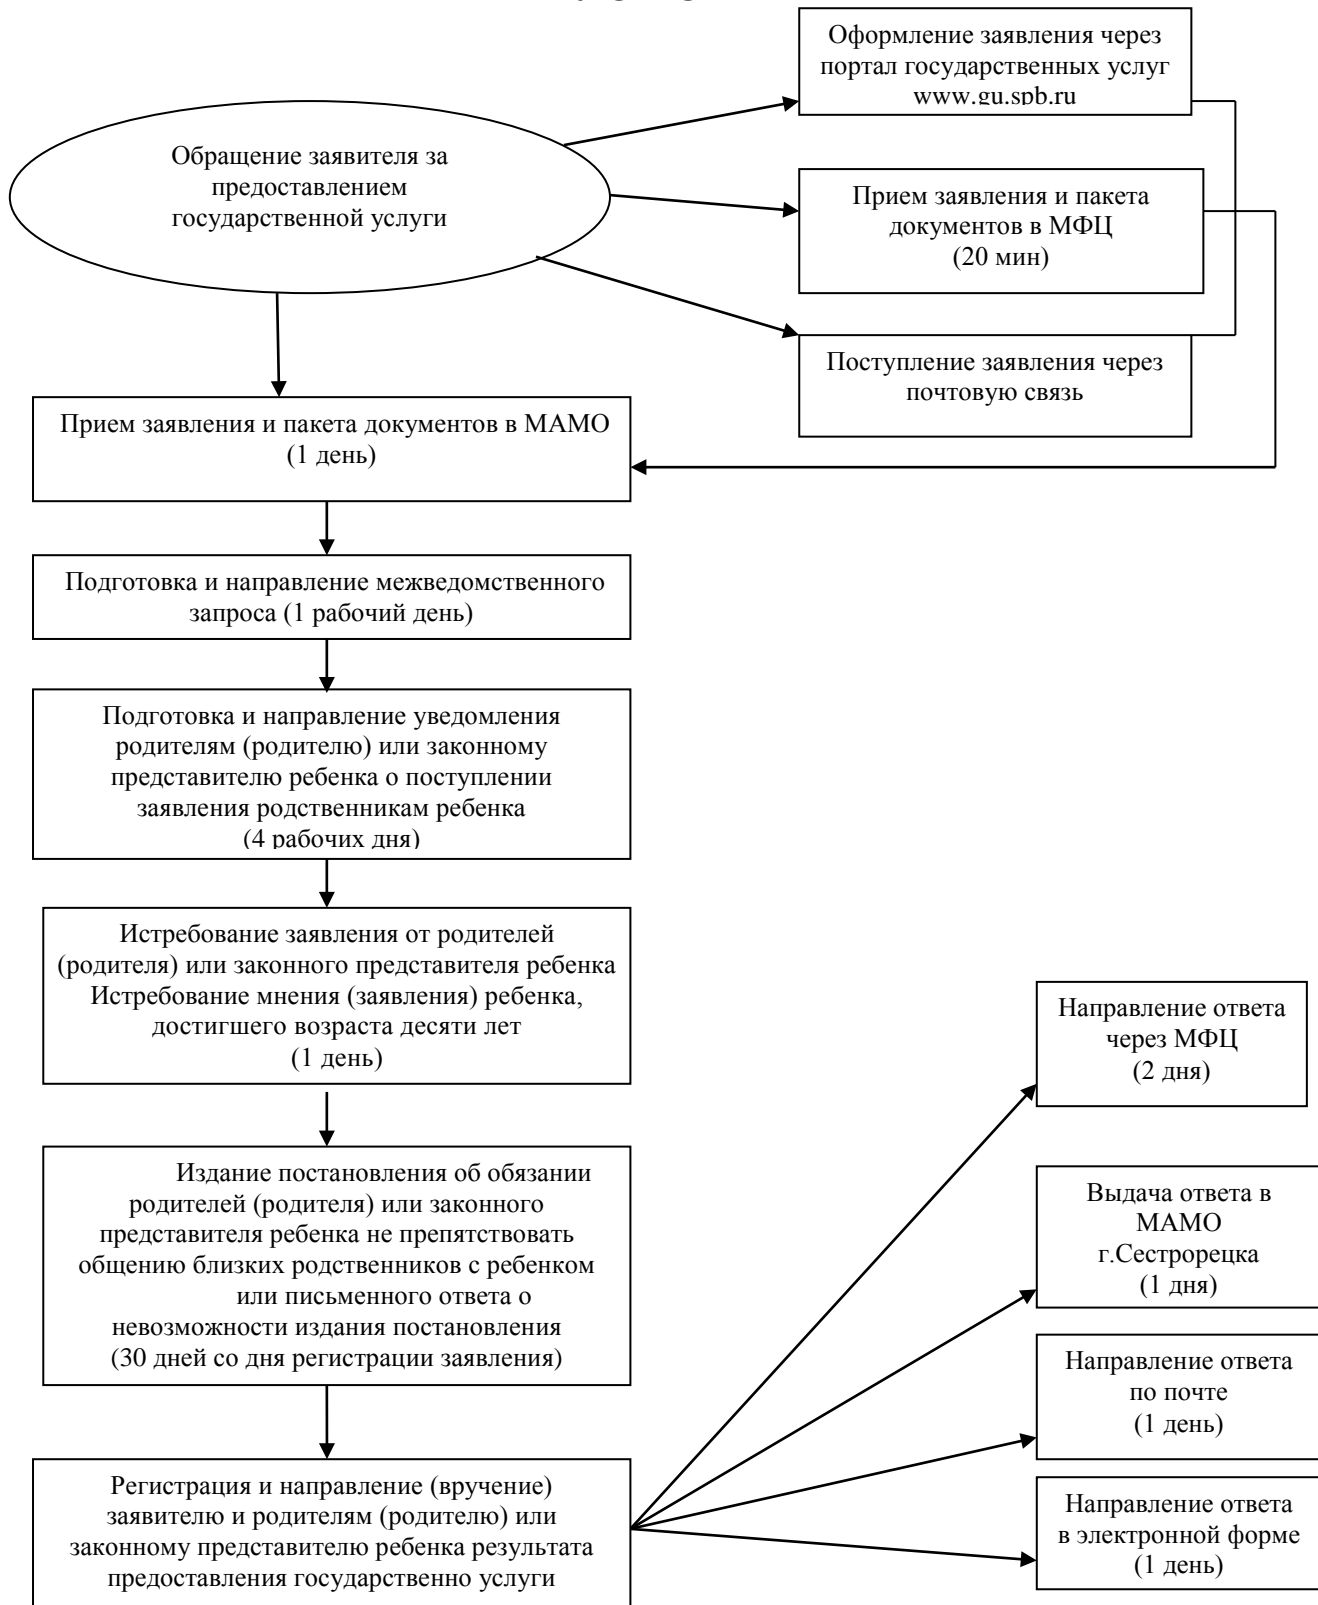 Оформление заявления через
портал государственных услуг
www.gu.spb.ru
Обращение заявителя за
предоставлением
государственной услуги
Прием заявления и пакета
документов в МФЦ
(20 мин)
Поступление заявления через
почтовую связь
Прием заявления и пакета документов в МАМО
(1 день)
Подготовка и направление межведомственного
запроса (1 рабочий день)
Подготовка и направление уведомления
родителям (родителю) или законному
представителю ребенка о поступлении
заявления родственникам ребенка
(4 рабочих дня)
Истребование заявления от родителей
(родителя) или законного представителя ребенка
Истребование мнения (заявления) ребенка,
достигшего возраста десяти лет
(1 день)
Издание постановления об обязании
родителей (родителя) или законного
представителя ребенка не препятствовать
общению близких родственников с ребенком
или письменного ответа о
невозможности издания постановления
(30 дней со дня регистрации заявления)
Регистрация и направление (вручение)
заявителю и родителям (родителю) или
законному представителю ребенка результата
предоставления государственно услуги
Направление ответа
через МФЦ
(2 дня)
Выдача ответа в
МАМО
г.Сестрорецка
(1 дня)
Направление ответа
по почте
(1 день)
Направление ответа
в электронной форме
(1 день)